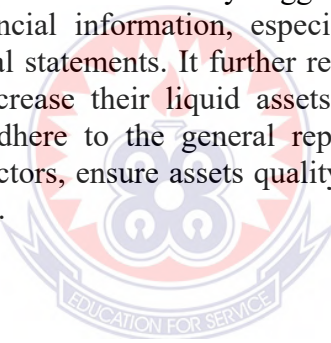 ncial information, especi
l statements. It further re
crease their liquid assets
dhere to the general rep
ctors, ensure assets quality
.
EDUCATION FOR SERVICE